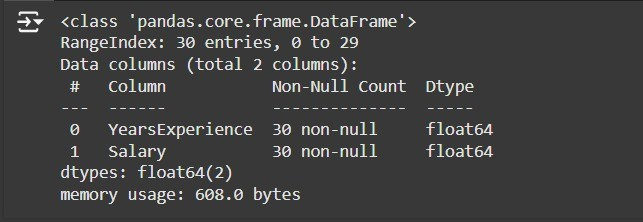 <class 'pandas.core.frame.DataFrame'>
RangeIndex: 30 entries, 0 to 29
Data columns (total 2 columns):
 #   Column           Non-Null Count  Dtype
---  ------           --------------  -----
 0   YearsExperience  30 non-null     float64
 1   Salary           30 non-null     float64
dtypes: float64(2)
memory usage: 608.0 bytes